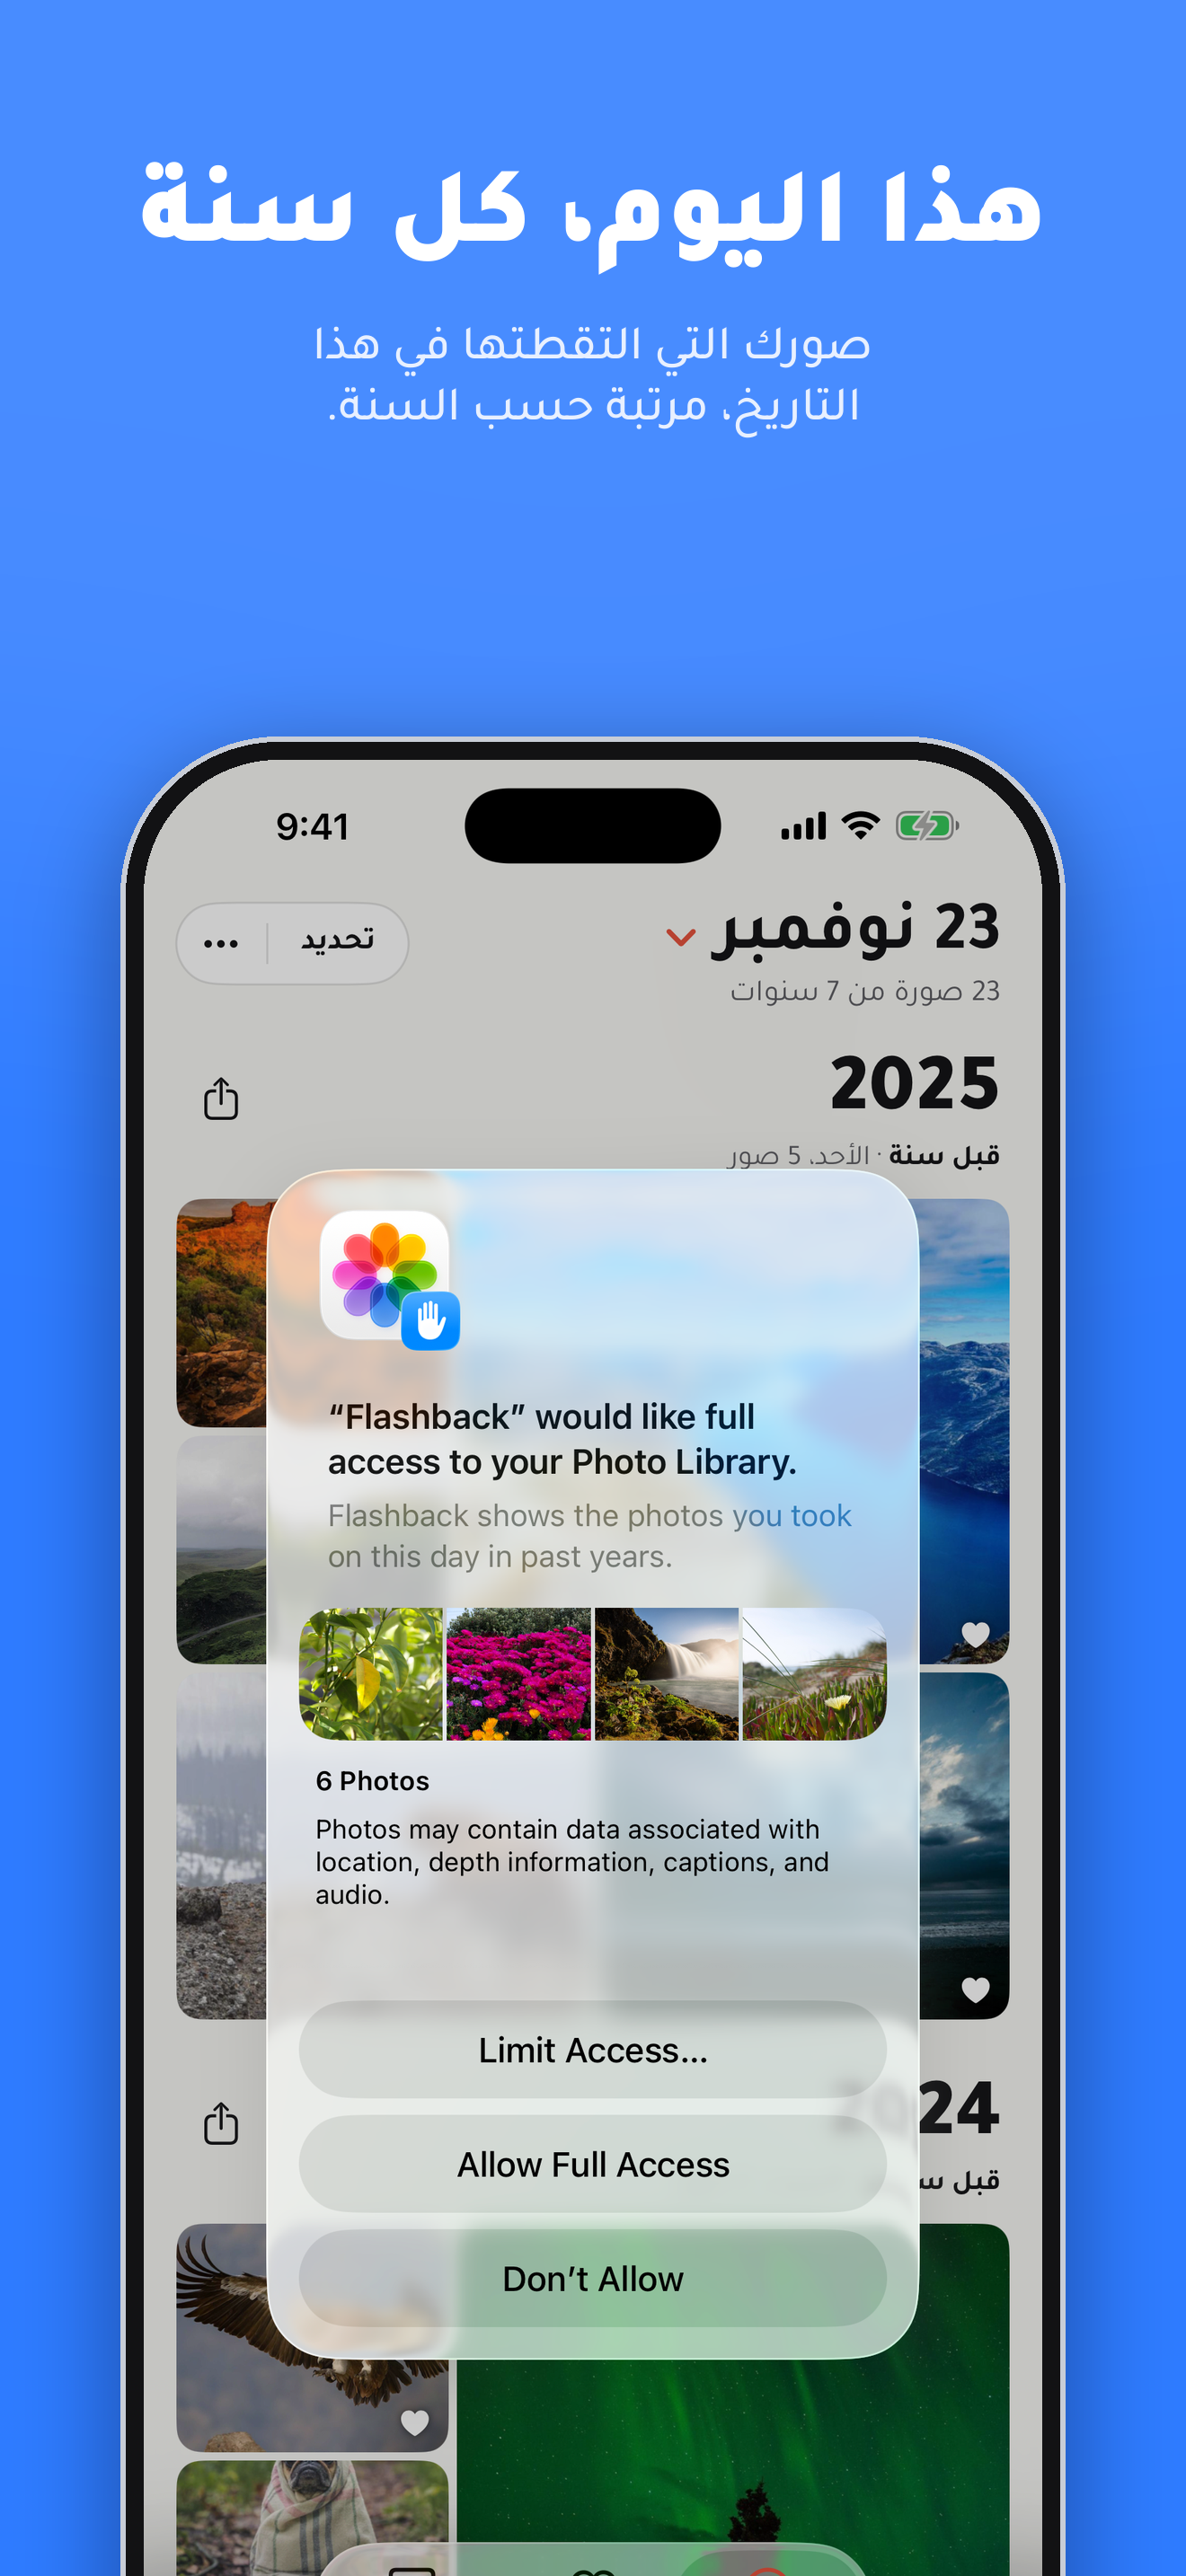 هذا اليوم، كل سنة
صورك التي التقطتها في هذا
التاريخ، مرتبة حسب السنة.
9:41
23 نوفمبر
تحديد
23 صورة من 7 سنوات
2025
قبل سنة · الأحد، 5 صور
“Flashback” would like full
access to your Photo Library.
Flashback shows the photos you took
on this day in past years.
6 Photos
Photos may contain data associated with
location, depth information, captions, and
audio.
Limit Access...
2024
Allow Full Access
قبل
Don’t Allow